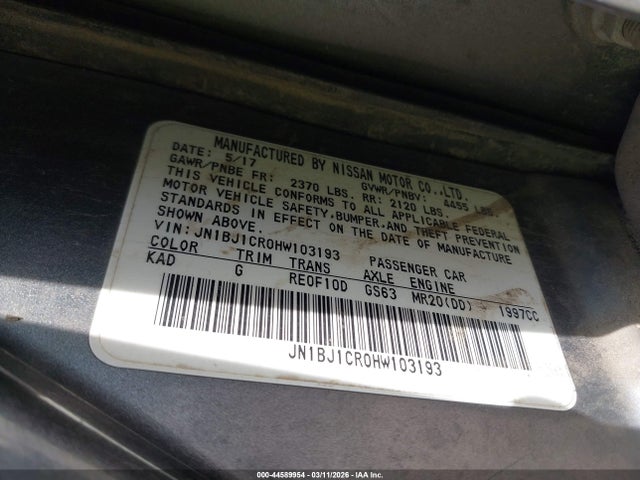 MANUFACTURED BY NISSAN MOTOR CO.,LTD.
DATE: 5/17 GVWR/PNBV: 4455 LBS.
GAWR/PNBE FR: 2370 LBS. RR: 2120 LBS.
THIS VEHICLE CONFORMS TO ALL APPLICABLE FEDERAL
MOTOR VEHICLE SAFETY,BUMPER,AND THEFT PREVENTION
STANDARDS IN EFFECT ON THE DATE OF MANUFACTURE
SHOWN ABOVE.
VIN: JN1BJ1CR0HW103193 PASSENGER CAR
COLOR TRIM TRANS AXLE ENGINE
KAD G RE0F10D GS63 MR20(DD) 1997CC
JN1BJ1CR0HW103193
000-44589954 | 03/11/2026 | IAA Inc.